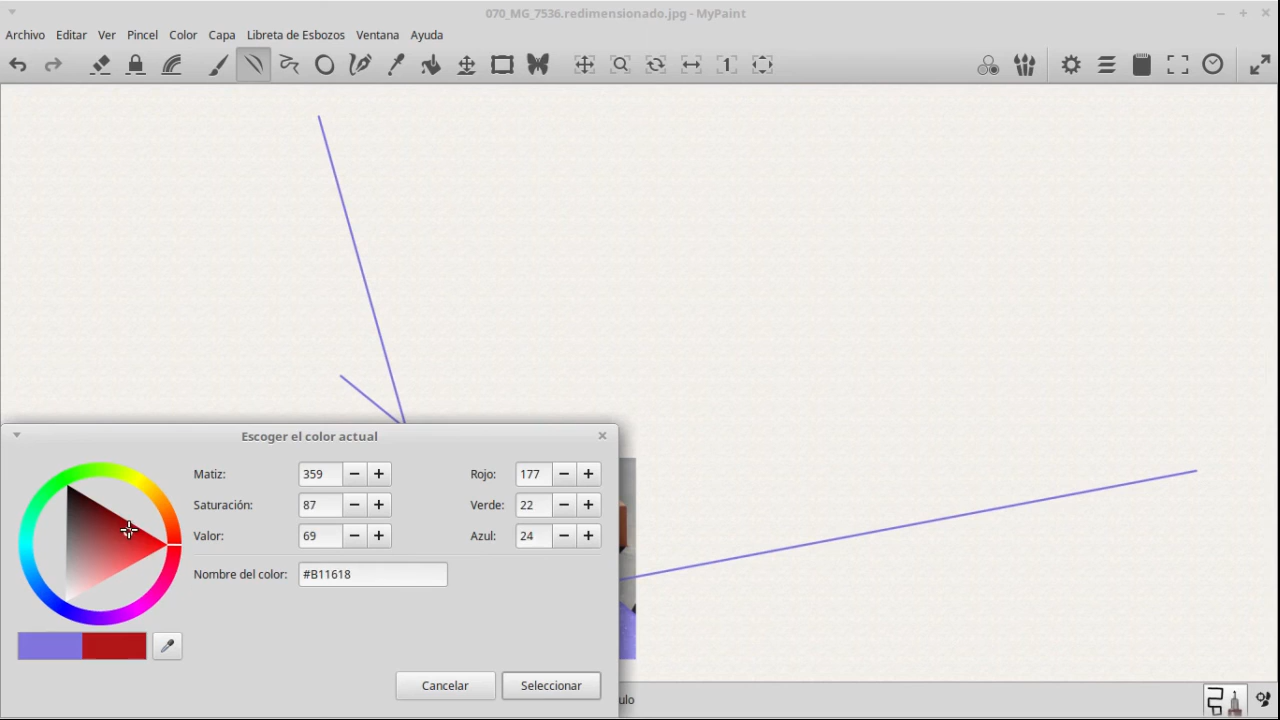 070_MG_7536.redimensionado.jpg - MyPaint
Archivo Editar Ver Pincel Color Capa Libreta de Esbozos Ventana Ayuda
1
Escoger el color actual
Matiz: 359 Rojo: 177
Saturación: 87 Verde: 22
Valor: 69 Azul: 24
Nombre del color: #B11618
Cancelar Seleccionar
ulo